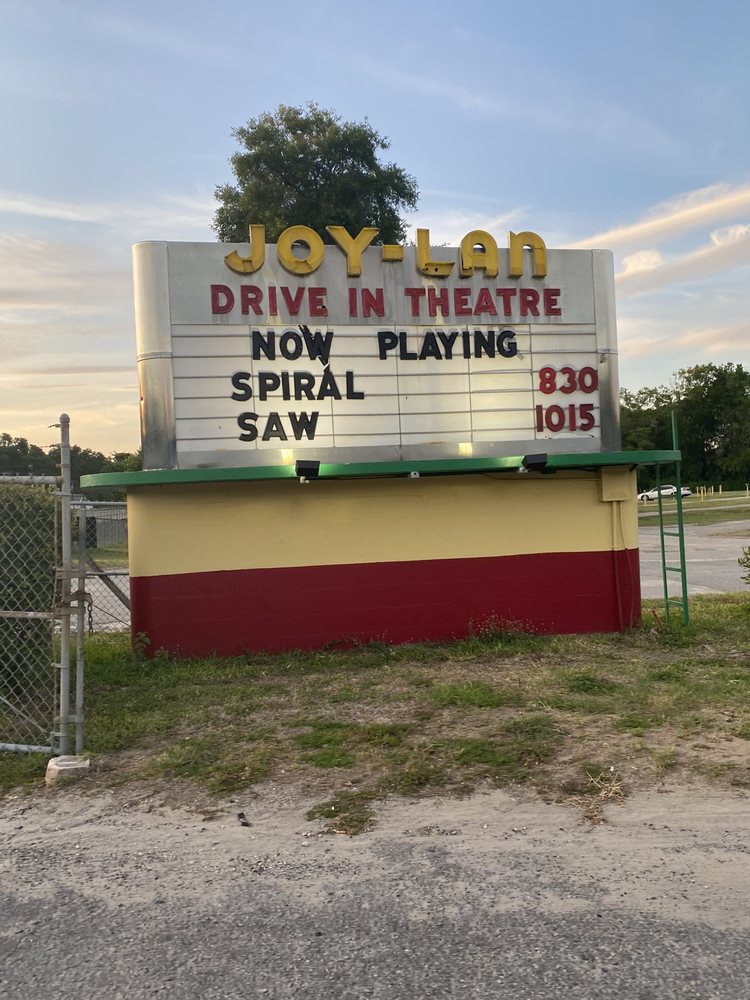 JOY-LAN
DRIVE IN THEATRE
NOW PLAYING
SPIRAL 830
SAW 1015